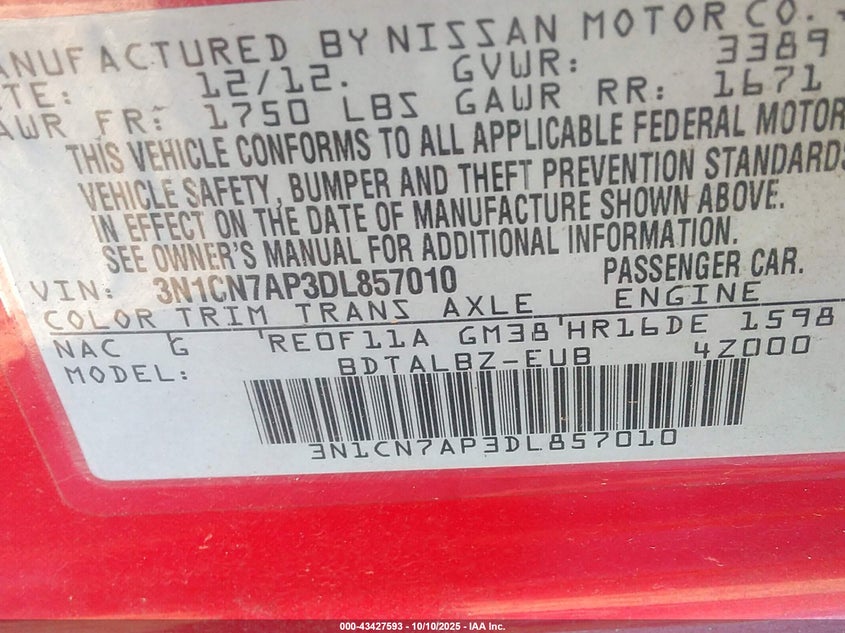 ANUFACTURED BY NISSAN MOTOR CO.
TE: 12/12. GVWR: 3389
AWR FR: 1750 LBS GAWR RR: 1671
THIS VEHICLE CONFORMS TO ALL APPLICABLE FEDERAL MOTOR
VEHICLE SAFETY, BUMPER AND THEFT PREVENTION STANDARDS
IN EFFECT ON THE DATE OF MANUFACTURE SHOWN ABOVE.
SEE OWNER'S MANUAL FOR ADDITIONAL INFORMATION.
VIN: 3N1CN7AP3DL857010 PASSENGER CAR.
COLOR TRIM TRANS AXLE ENGINE
NAC G RE0F11A GM38 HR16DE 1598
MODEL: BDTALBZ-EUB 4Z000
3N1CN7AP3DL857010
000-43427593 - 10/10/2025 - IAA Inc.